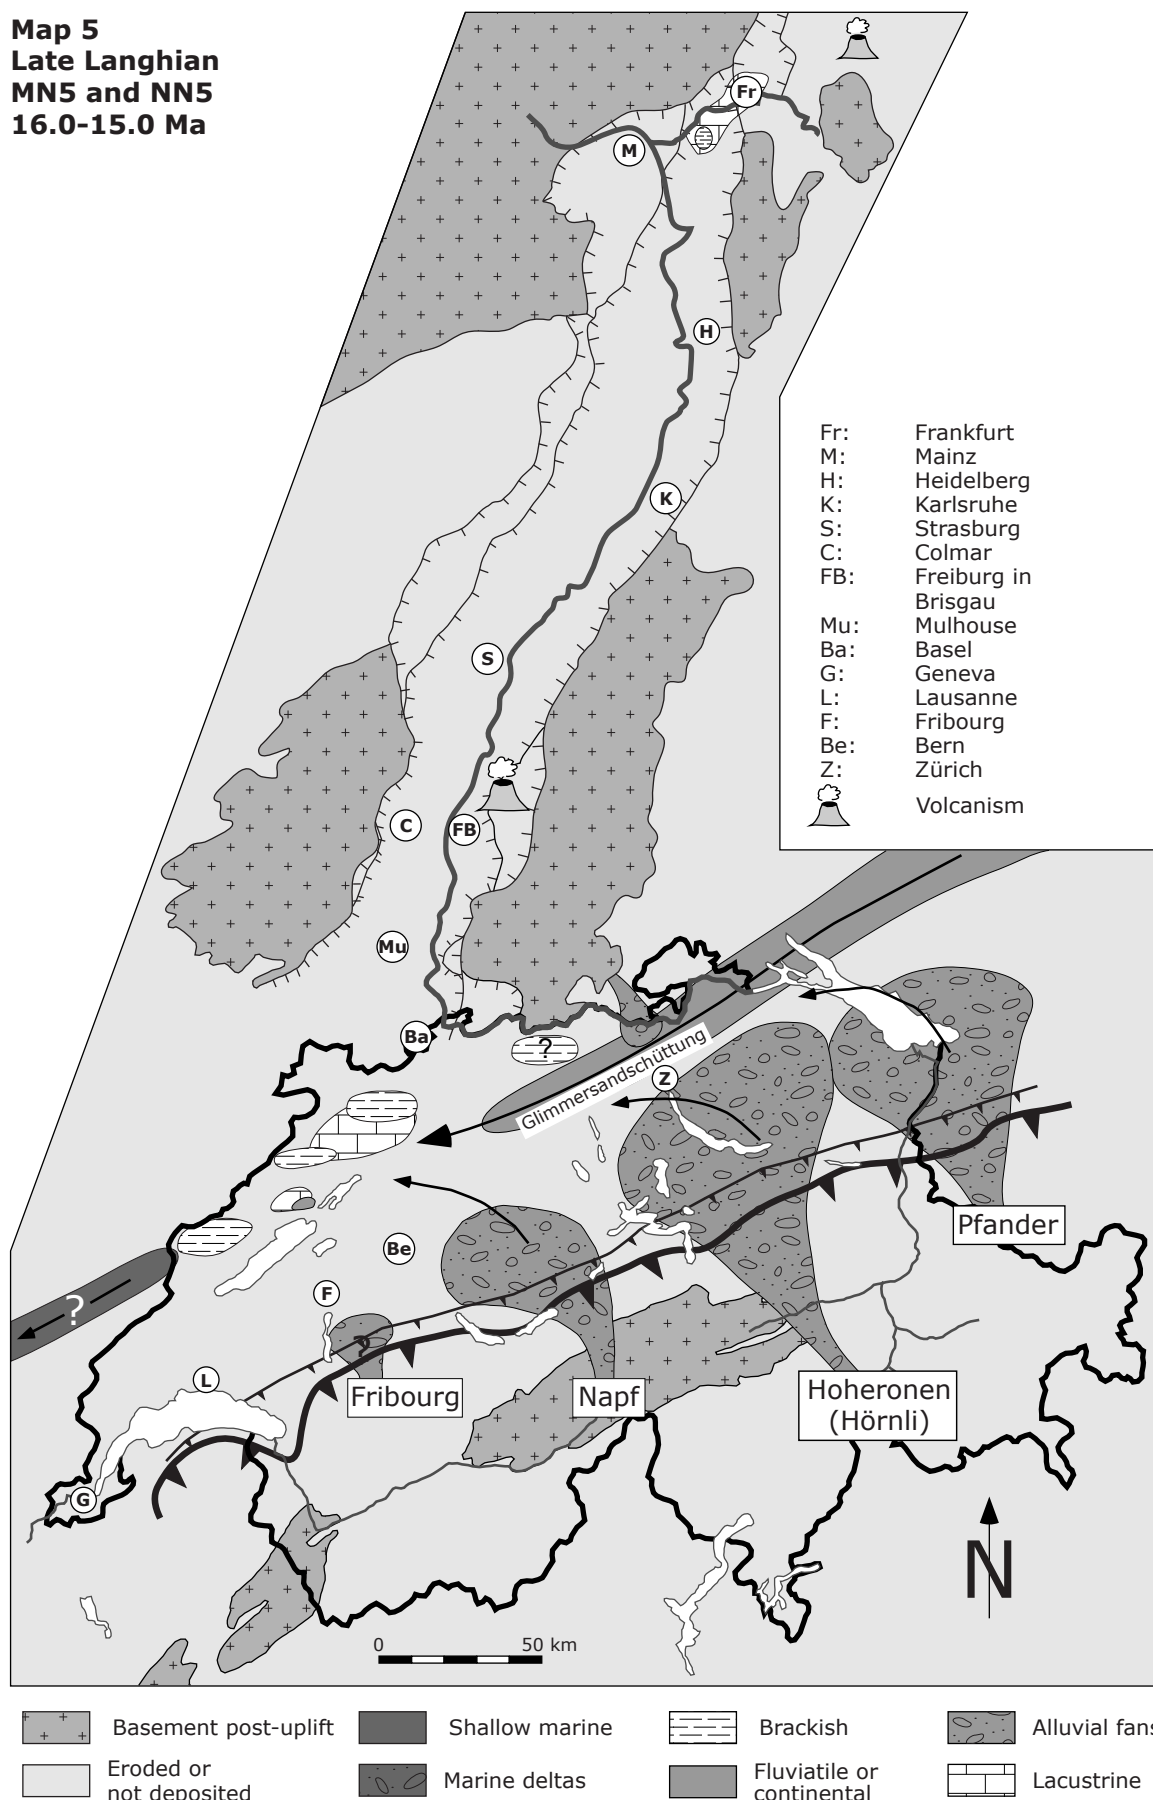 Map 5
Late Langhian
MN5 and NN5
16.0-15.0 Ma
Fr
M
H
K
S
C
FB
Mu
Ba
?
Glimmersandschüttung
Z
Be
?
F
L
G
Fr: Frankfurt
M: Mainz
H: Heidelberg
K: Karlsruhe
S: Strasburg
C: Colmar
FB: Freiburg in
Brisgau
Mu: Mulhouse
Ba: Basel
G: Geneva
L: Lausanne
F: Fribourg
Be: Bern
Z: Zürich
Volcanism
Pfander
Fribourg
Napf
Hoheronen
(Hörnli)
N
0 50 km
Basement post-uplift
Shallow marine
Brackish
Alluvial fans
Eroded or
not deposited
Marine deltas
Fluviatile or
continental
Lacustrine